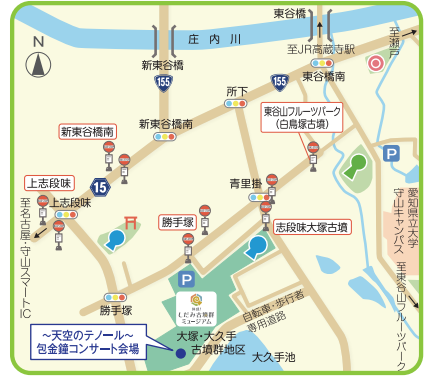 東谷橋
N
庄内川
至JR高蔵寺駅
至瀬戸
新東谷橋
155
155
東谷橋南
所下
東谷山フルーツパーク
(白鳥塚古墳)
新東谷橋南
新東谷橋南
P
上志段味
15
上志段味
青里掛
愛知県立大学
守山キャンパス
至名古屋・守山スマートIC
勝手塚
志段味大塚古墳
至東谷山フルーツパーク
P
しだみ古墳群
ミュージアム
勝手塚
自転車・歩行者
専用道路
~天空のテノール~
包金鐘コンサート会場
大塚・大久手
古墳群地区
大久手池